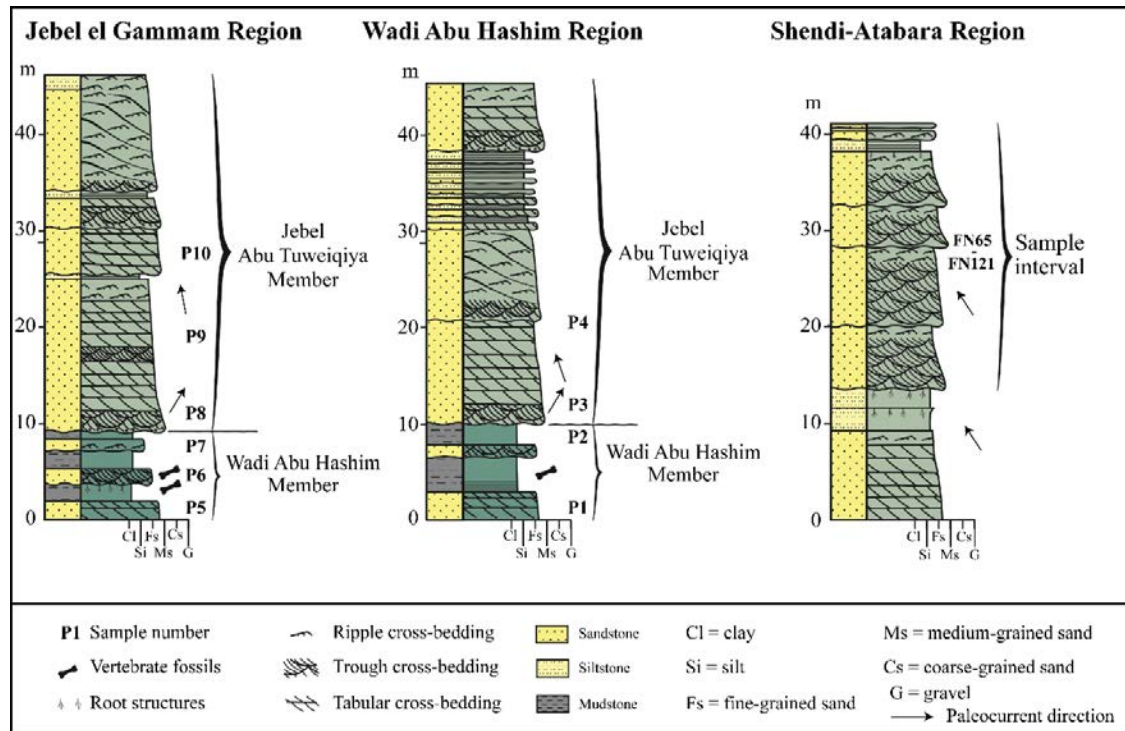 Jebel el Gammam Region
m
40
30
20
10
0
P10
P9
P8
P7
P6
P5
Jebel
Abu Tuweiqiya
Member
Wadi Abu Hashim
Member
Cl Fs Cs
Si Ms G
Wadi Abu Hashim Region
m
40
30
20
10
0
P4
P3
P2
P1
Jebel
Abu Tuweiqiya
Member
Wadi Abu Hashim
Member
Cl Fs Cs
Si Ms G
Shendi-Atabara Region
m
40
30
20
10
0
FN65
-
FN121
Sample
interval
Cl Fs Cs
Si Ms G
P1 Sample number
Vertebrate fossils
Root structures
Ripple cross-bedding
Trough cross-bedding
Tabular cross-bedding
Sandstone
Siltstone
Mudstone
Cl = clay
Si = silt
Fs = fine-grained sand
Ms = medium-grained sand
Cs = coarse-grained sand
G = gravel
Paleocurrent direction